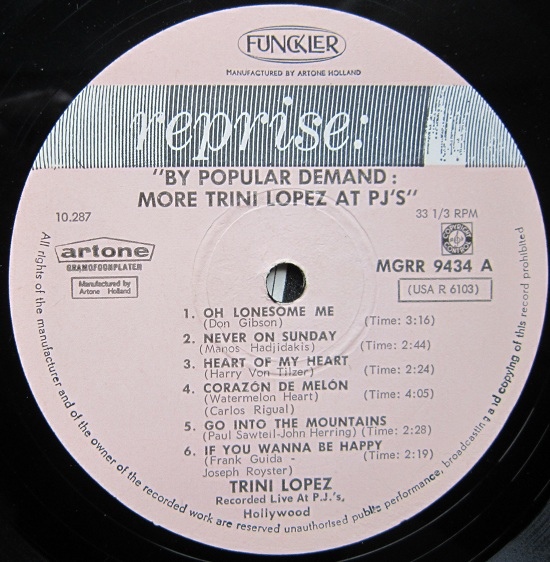 FUNCKLER
MANUFACTURED BY ARTONE HOLLAND
reprise:
"BY POPULAR DEMAND:
MORE TRINI LOPEZ AT PJ'S"
10.287
33 1/3 RPM
artone
GRAMOFOONPLATEN
Manufactured by
Artone Holland
COPYRIGHT
CONTROL
MGRR 9434 A
(USA R 6103)
1. OH LONESOME ME
(Don Gibson) (Time: 3:16)
2. NEVER ON SUNDAY
(Manos Hadjidakis) (Time: 2:44)
3. HEART OF MY HEART
(Harry Von Tilzer) (Time: 2:24)
4. CORAZÓN DE MELÓN
(Watermelon Heart) (Time: 4:05)
(Carlos Rigual)
5. GO INTO THE MOUNTAINS
(Paul Sawteil-John Herring) (Time: 2:28)
6. IF YOU WANNA BE HAPPY
(Frank Guida - (Time: 2:19)
Joseph Royster)
TRINI LOPEZ
Recorded Live At P.J.'s,
Hollywood
All rights of the manufacturer and of the owner of the recorded work are reserved unauthorised public performance, broadcasting and copying of this record prohibited